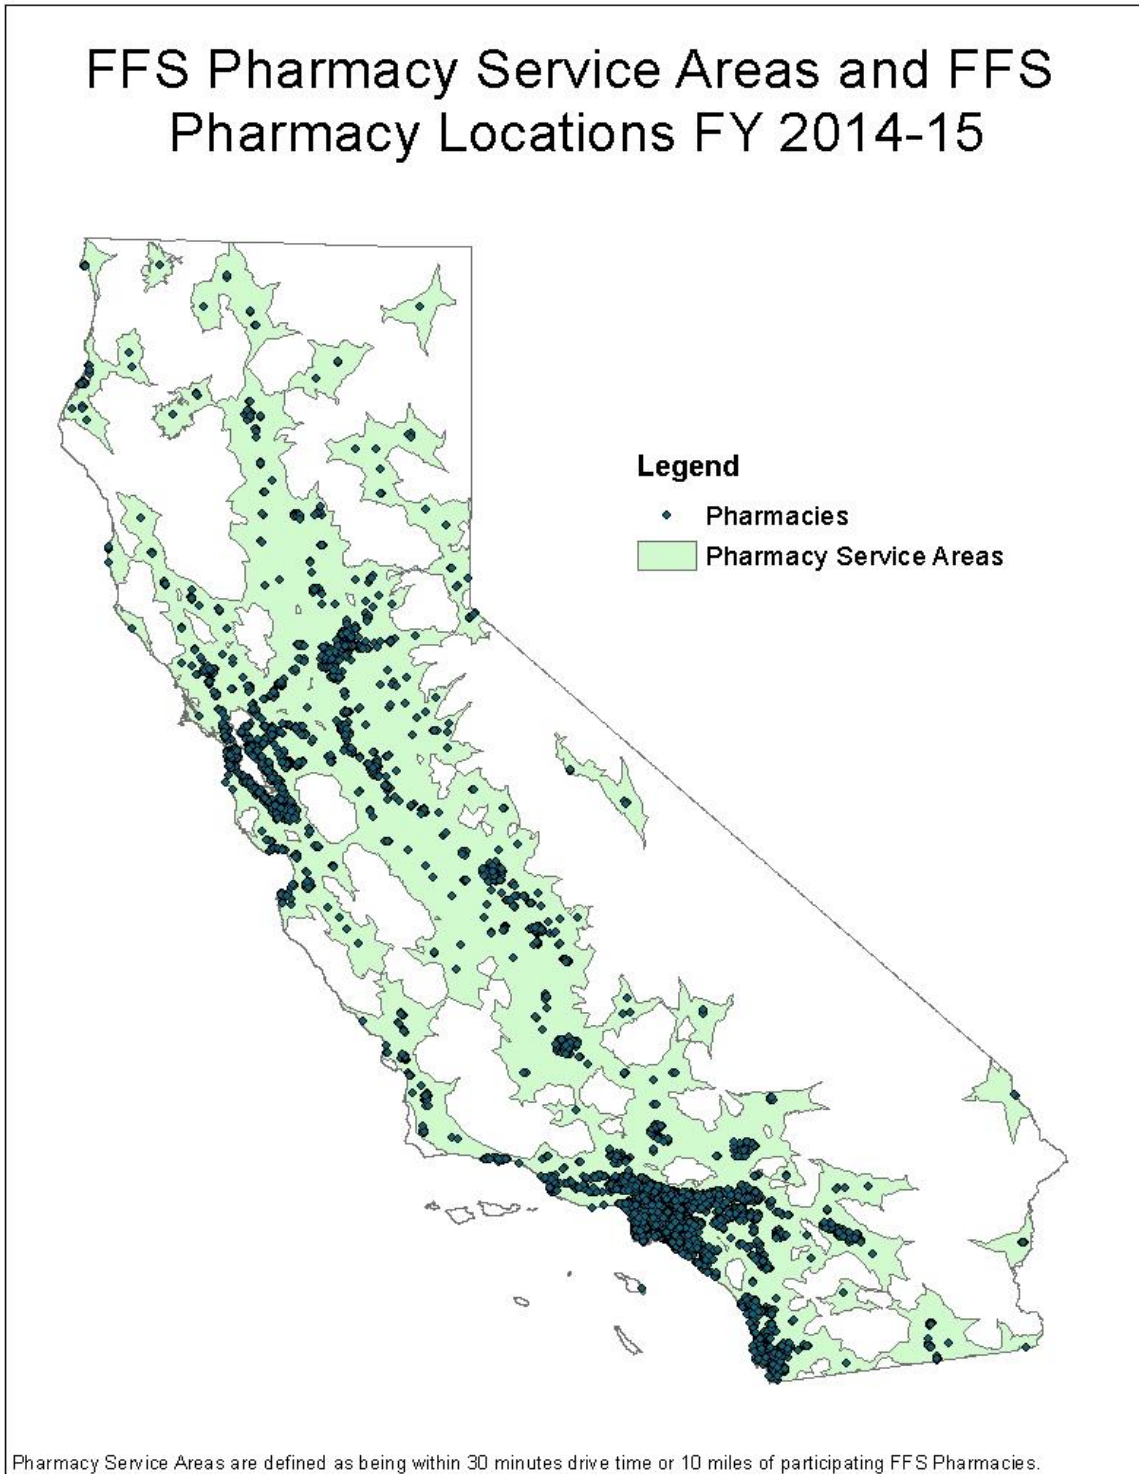 FFS Pharmacy Service Areas and FFS
Pharmacy Locations FY 2014-15
Legend
Pharmacies
Pharmacy Service Areas
Pharmacy Service Areas are defined as being within 30 minutes drive time or 10 miles of participating FFS Pharmacies.